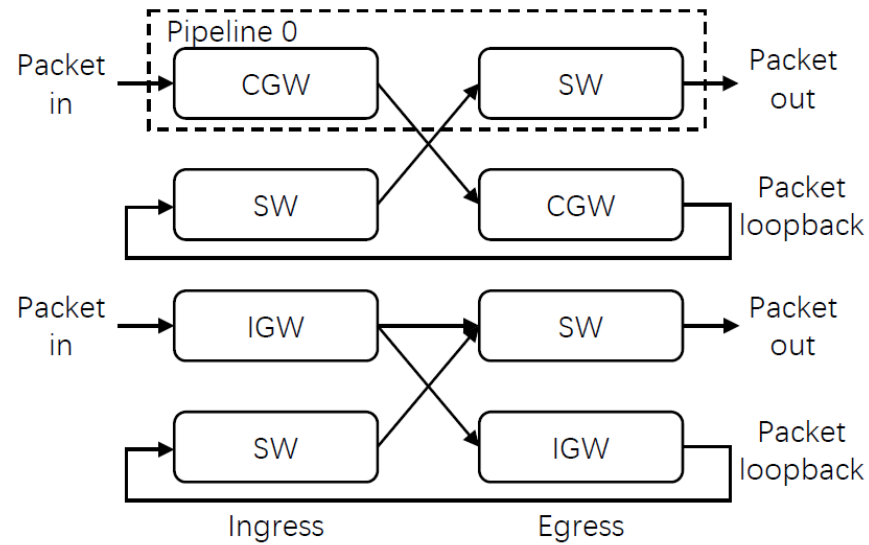 Pipeline 0
Packet
in
CGW
SW
Packet
out
SW
CGW
Packet
loopback
Packet
in
IGW
SW
Packet
out
SW
IGW
Packet
loopback
Ingress
Egress